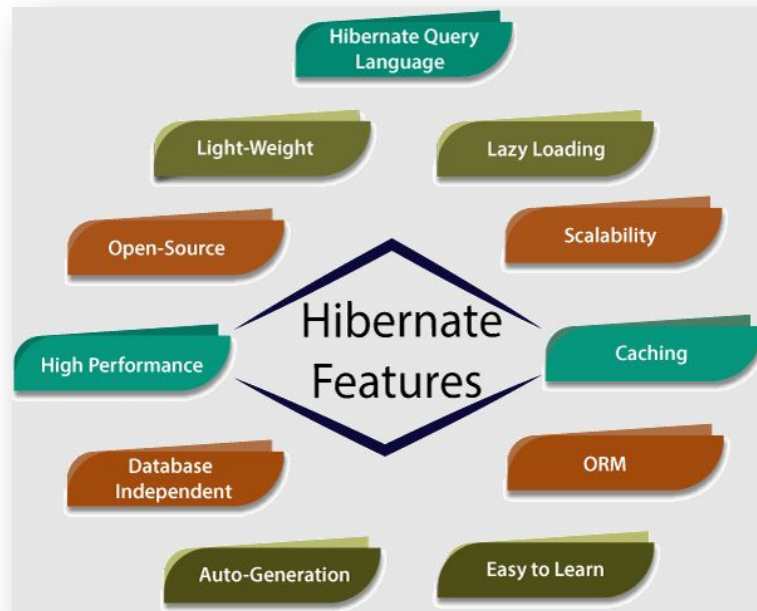 Hibernate Query
Language
Light-Weight
Lazy Loading
Open-Source
Scalability
Hibernate
Features
High Performance
Caching
Database
Independent
ORM
Auto-Generation
Easy to Learn